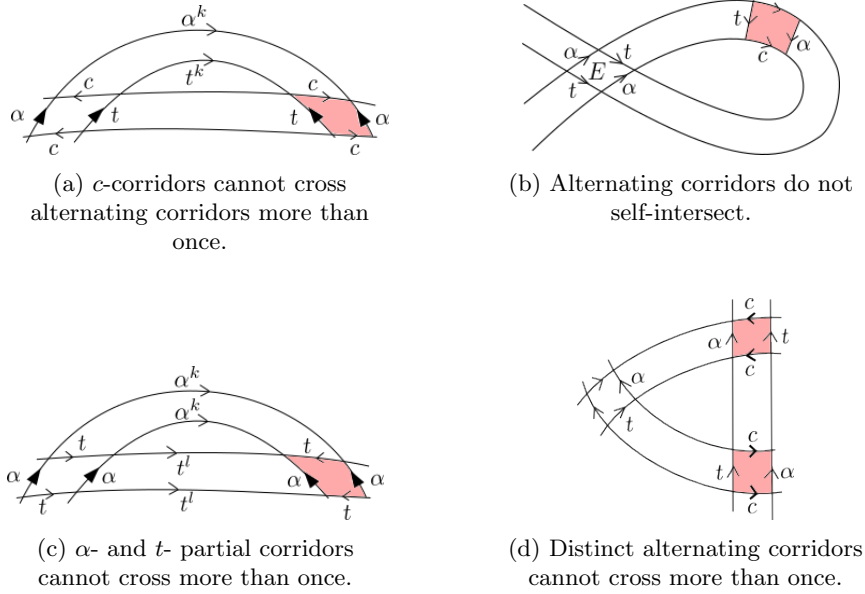 α^k
t^k
c
c
α
t
t
α
c
c
(a) c-corridors cannot cross
alternating corridors more than
once.
t
α
c
α
t
E
t
α
(b) Alternating corridors do not
self-intersect.
α^k
α^k
t
t
α
α
t^l
α
α
t
t^l
t
(c) α- and t- partial corridors
cannot cross more than once.
c
α
t
c
α
t
c
t
α
c
(d) Distinct alternating corridors
cannot cross more than once.